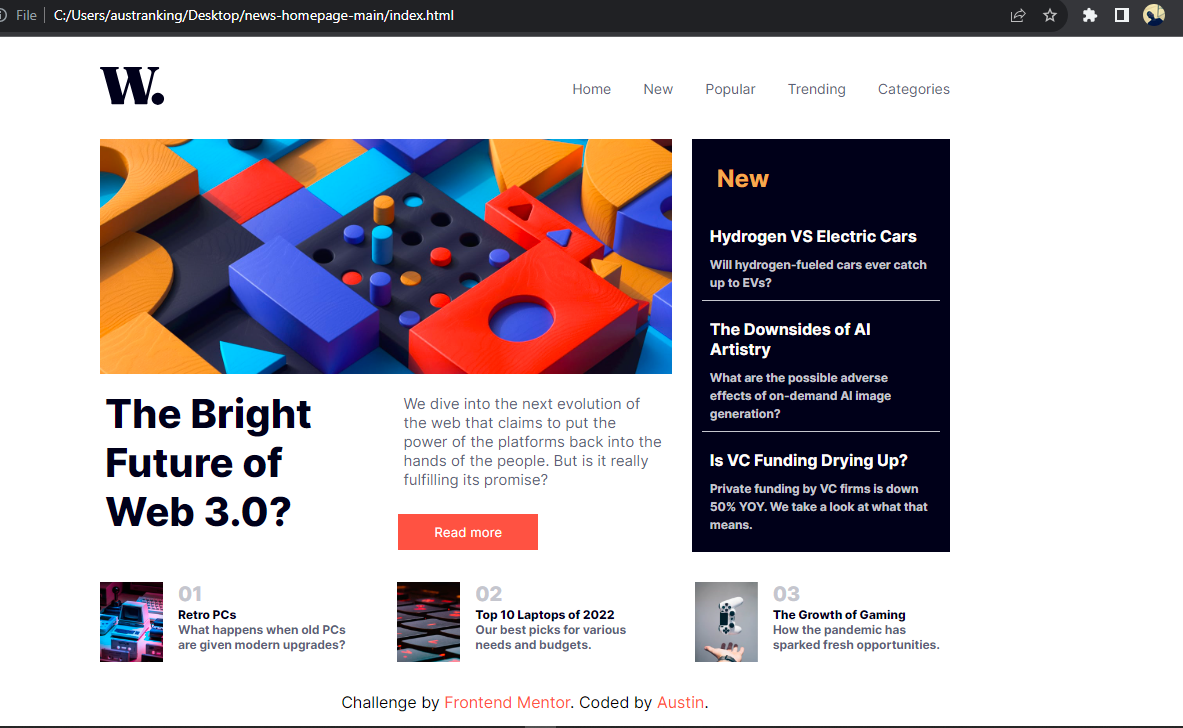 File
C:/Users/austranking/Desktop/news-homepage-main/index.html
W.
Home New Popular Trending Categories
New
Hydrogen VS Electric Cars
Will hydrogen-fueled cars ever catch
up to EVs?
The Downsides of AI
Artistry
What are the possible adverse
effects of on-demand AI image
generation?
Is VC Funding Drying Up?
Private funding by VC firms is down
50% YOY. We take a look at what that
means.
The Bright
Future of
Web 3.0?
We dive into the next evolution of
the web that claims to put the
power of the platforms back into the
hands of the people. But is it really
fulfilling its promise?
Read more
01
Retro PCs
What happens when old PCs
are given modern upgrades?
02
Top 10 Laptops of 2022
Our best picks for various
needs and budgets.
03
The Growth of Gaming
How the pandemic has
sparked fresh opportunities.
Challenge by Frontend Mentor. Coded by Austin.